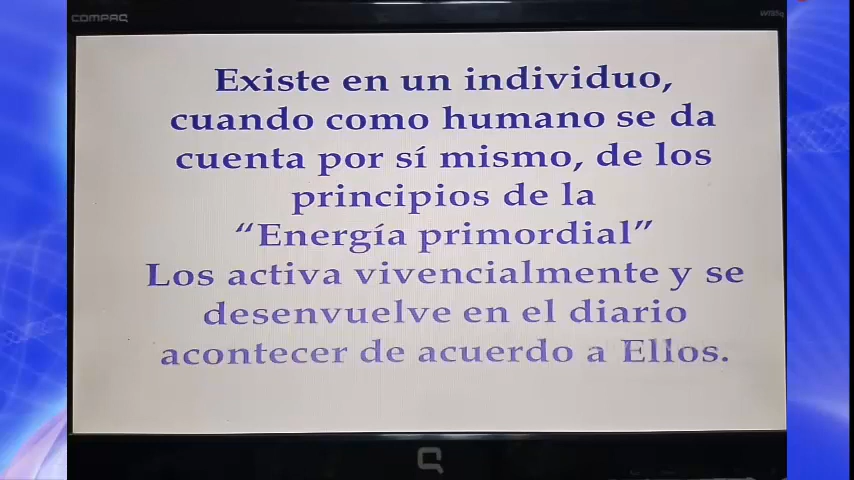 COMPAQ
Existe en un individuo,
cuando como humano se da
cuenta por sí mismo, de los
principios de la
“Energía primordial”
Los activa vivencialmente y se
desenvuelve en el diario
acontecer de acuerdo a Ellos.